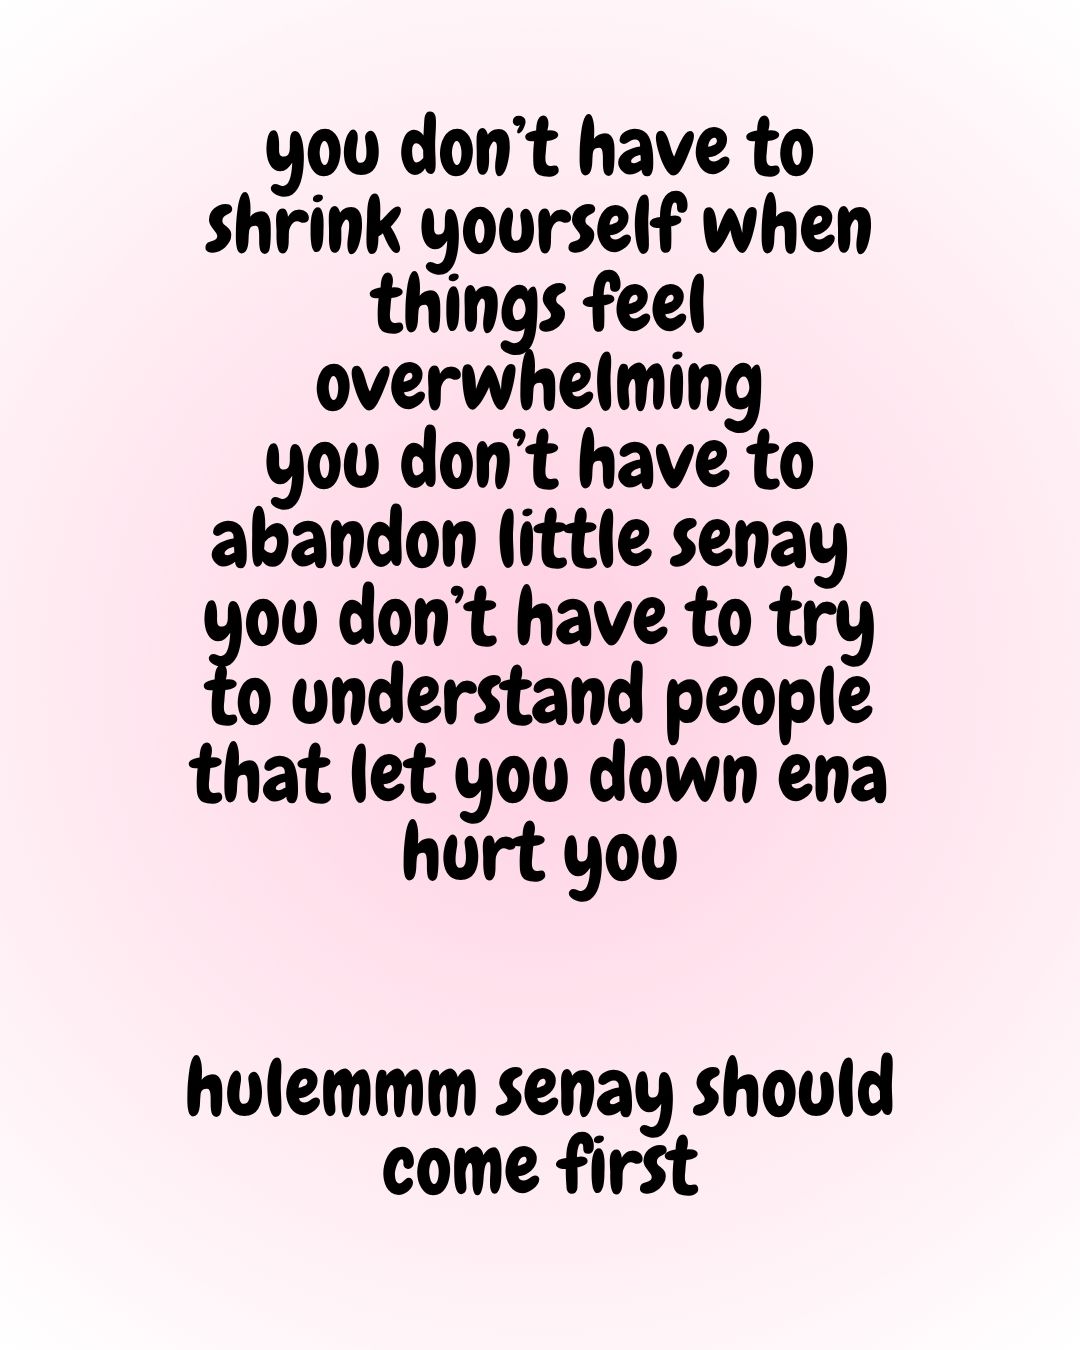 you don't have to
shrink yourself when
things feel
overwhelming
you don't have to
abandon little senay
you don't have to try
to understand people
that let you down ena
hurt you
hulemmm senay should
come first